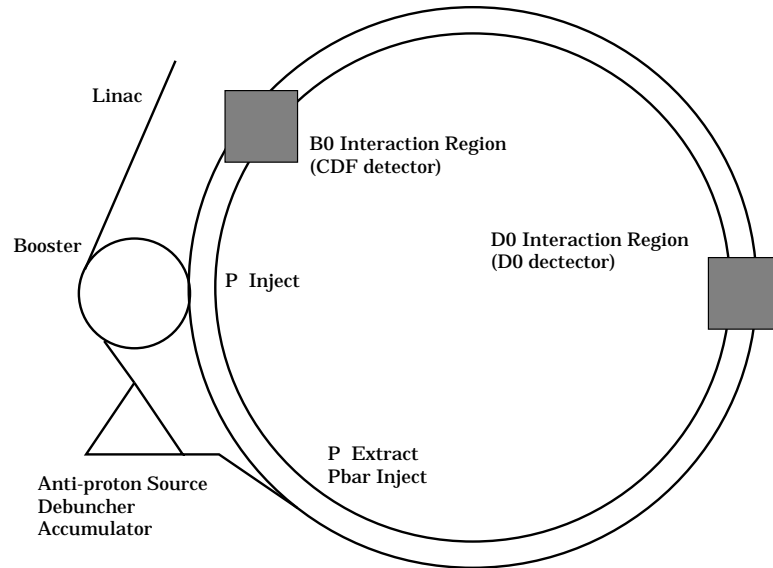 Linac
B0 Interaction Region
(CDF detector)
Booster
D0 Interaction Region
(D0 dectector)
P Inject
P Extract
Pbar Inject
Anti-proton Source
Debuncher
Accumulator